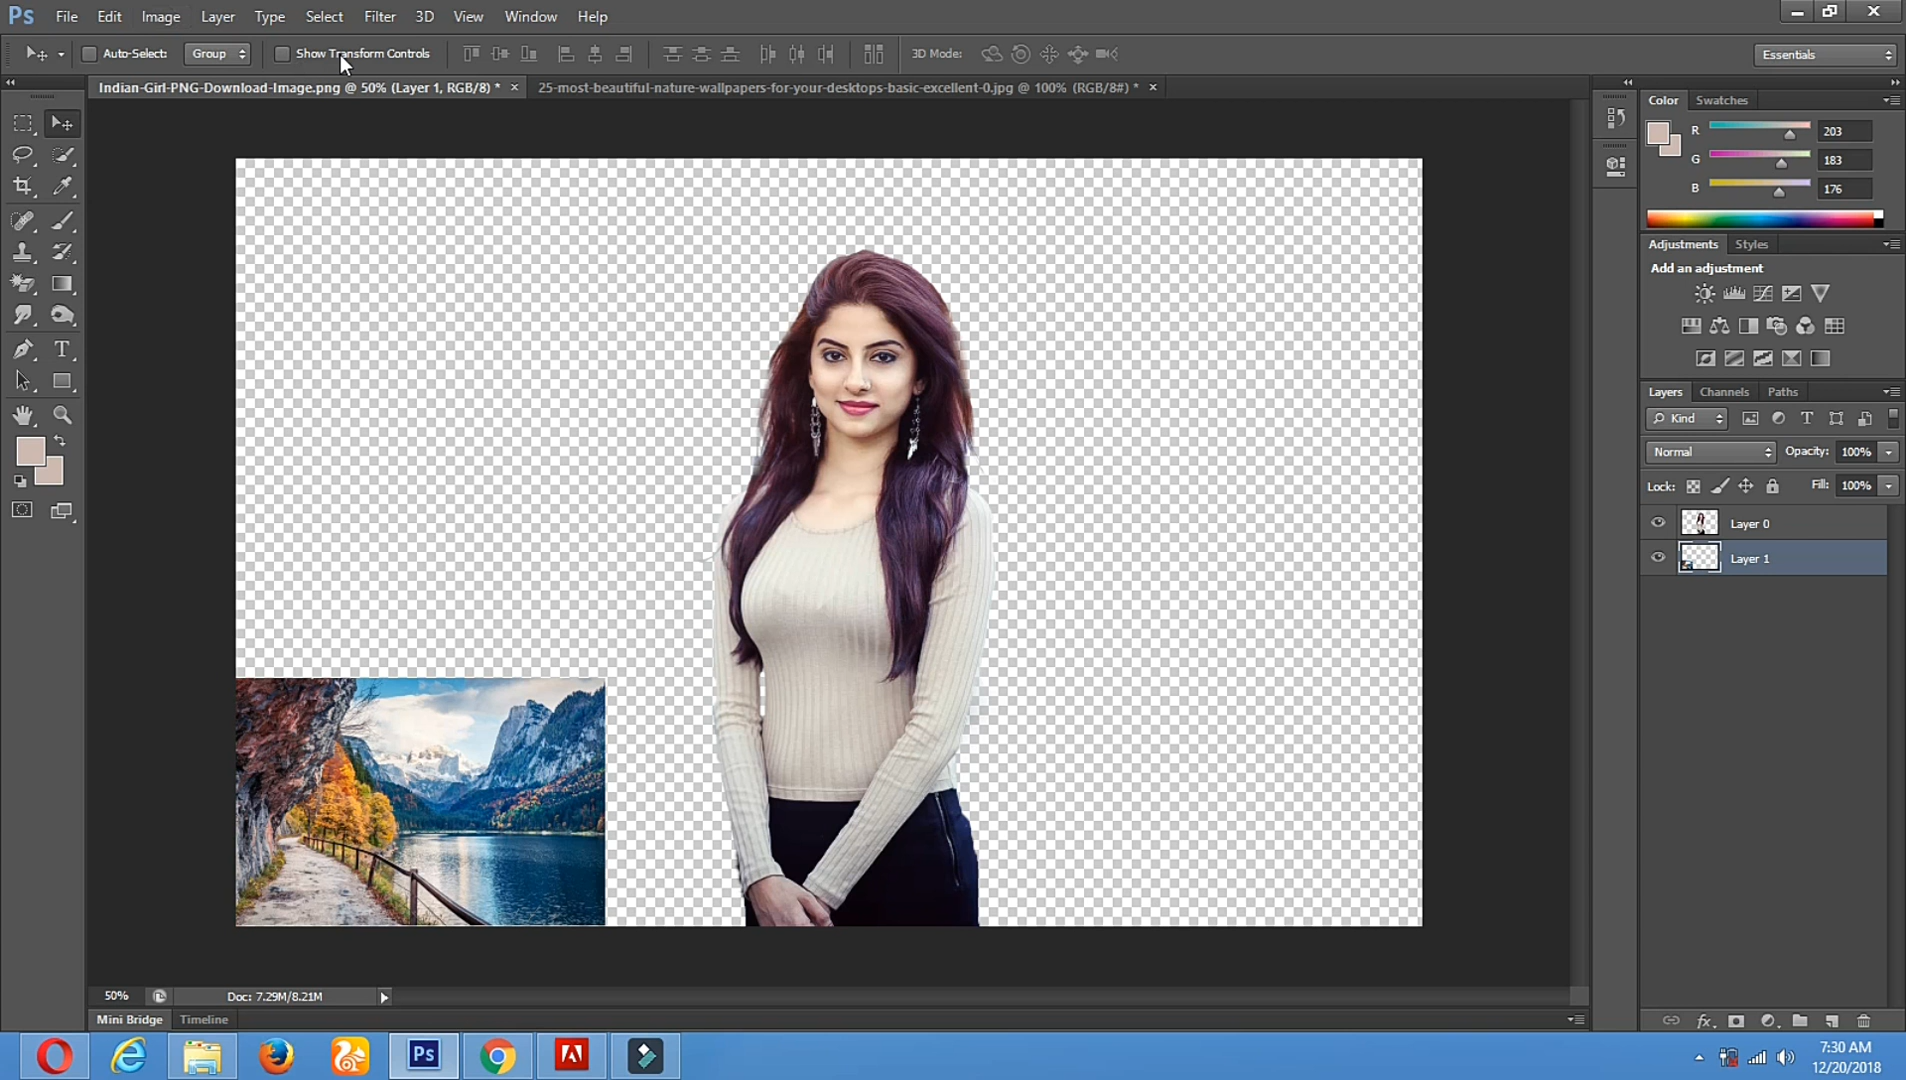 Ps File Edit Image Layer Type Select Filter 3D View Window Help
Auto-Select: Group Show Transform Controls 3D Mode: Essentials
Indian-Girl-PNG-Download-Image.png @ 50% (Layer 1, RGB/8) * × 25-most-beautiful-nature-wallpapers-for-your-desktops-basic-excellent-0.jpg @ 100% (RGB/8#) * ×
Color Swatches
R 203
G 183
B 176
Adjustments Styles
Add an adjustment
Layers Channels Paths
Kind
Normal Opacity: 100%
Lock: Fill: 100%
Layer 0
Layer 1
50% Doc: 7.29M/8.21M
Mini Bridge Timeline
Ps
7:30 AM
12/20/2018